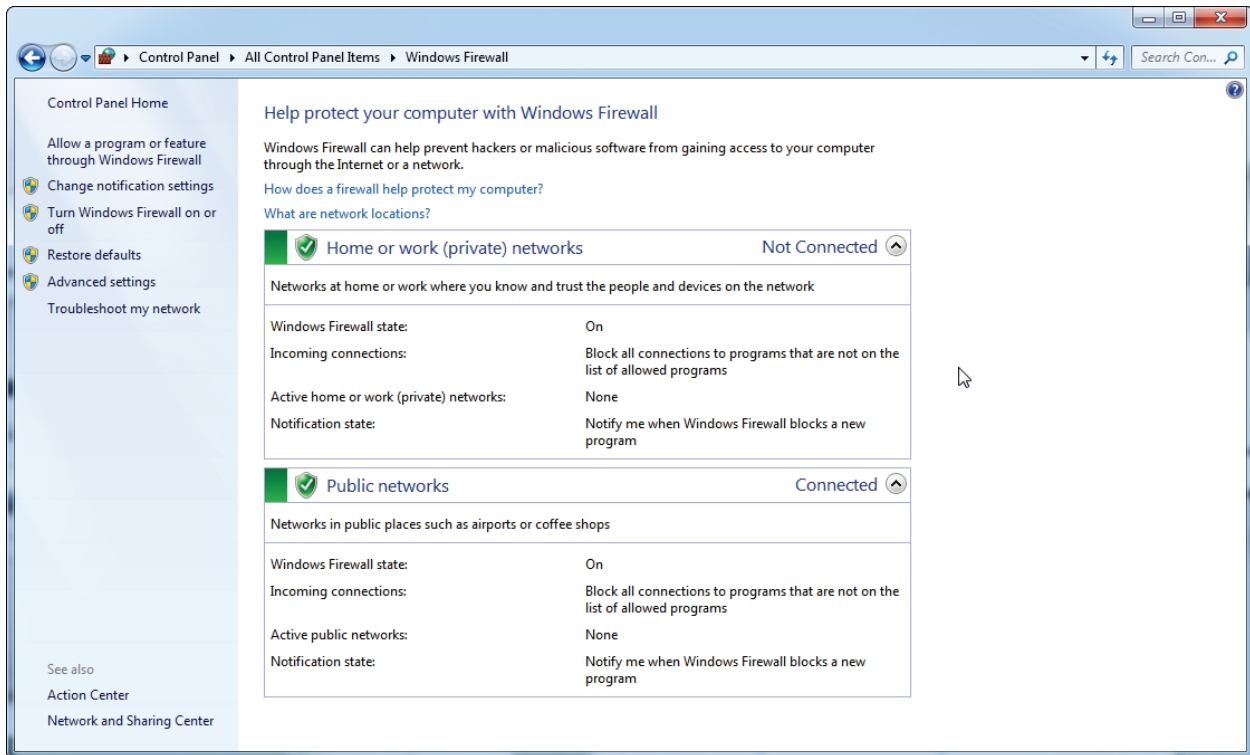 Control Panel ▸ All Control Panel Items ▸ Windows Firewall
Search Con...
Control Panel Home
Allow a program or feature
through Windows Firewall
Change notification settings
Turn Windows Firewall on or
off
Restore defaults
Advanced settings
Troubleshoot my network
See also
Action Center
Network and Sharing Center
Help protect your computer with Windows Firewall
Windows Firewall can help prevent hackers or malicious software from gaining access to your computer
through the Internet or a network.
How does a firewall help protect my computer?
What are network locations?
Home or work (private) networks Not Connected
Networks at home or work where you know and trust the people and devices on the network
Windows Firewall state: On
Incoming connections: Block all connections to programs that are not on the
list of allowed programs
Active home or work (private) networks: None
Notification state: Notify me when Windows Firewall blocks a new
program
Public networks Connected
Networks in public places such as airports or coffee shops
Windows Firewall state: On
Incoming connections: Block all connections to programs that are not on the
list of allowed programs
Active public networks: None
Notification state: Notify me when Windows Firewall blocks a new
program